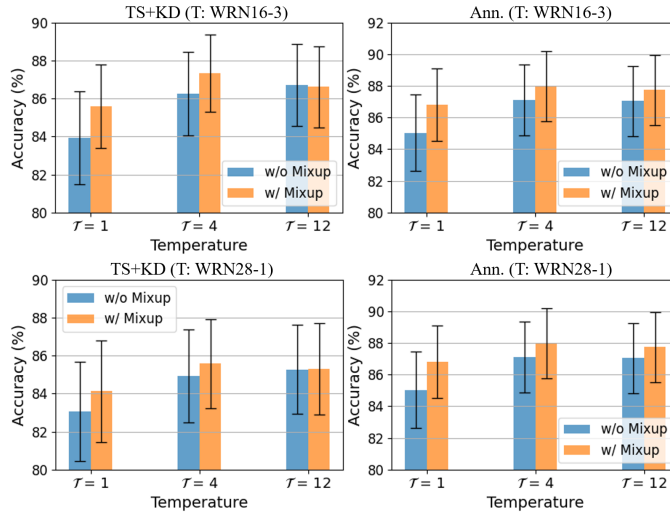 TS+KD (T: WRN16-3)
Accuracy (%)
90
88
86
84
82
80
w/o Mixup
w/ Mixup
𝒯 = 1
𝒯 = 4
𝒯 = 12
Temperature
Ann. (T: WRN16-3)
Accuracy (%)
92
90
88
86
84
82
80
w/o Mixup
w/ Mixup
𝒯 = 1
𝒯 = 4
𝒯 = 12
Temperature
TS+KD (T: WRN28-1)
Accuracy (%)
90
88
86
84
82
80
w/o Mixup
w/ Mixup
𝒯 = 1
𝒯 = 4
𝒯 = 12
Temperature
Ann. (T: WRN28-1)
Accuracy (%)
92
90
88
86
84
82
80
w/o Mixup
w/ Mixup
𝒯 = 1
𝒯 = 4
𝒯 = 12
Temperature